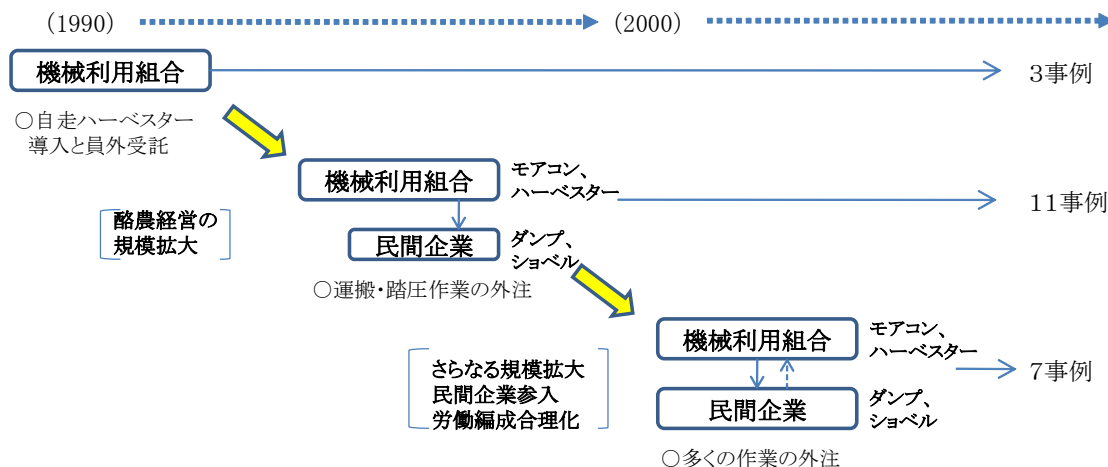 (1990)
(2000)
機械利用組合
3事例
○自走ハーベスター
導入と員外受託
機械利用組合
モアコン、
ハーベスター
11事例
酪農経営の
規模拡大
民間企業
ダンプ、
ショベル
○運搬・踏圧作業の外注
機械利用組合
モアコン、
ハーベスター
7事例
さらなる規模拡大
民間企業参入
労働編成合理化
民間企業
ダンプ、
ショベル
○多くの作業の外注